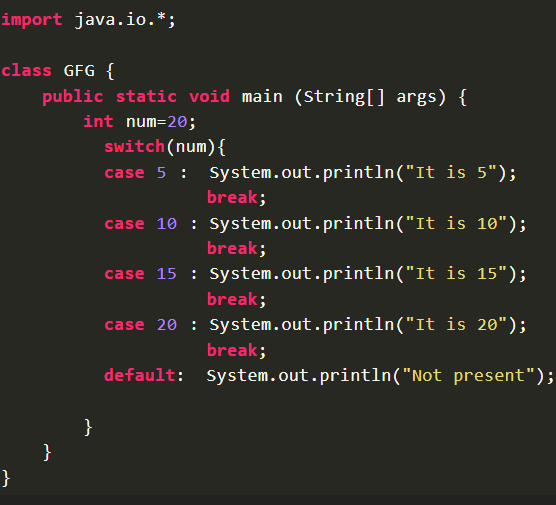 import java.io.*;
class GFG {
public static void main (String[] args) {
int num=20;
switch(num){
case 5 : System.out.println("It is 5");
break;
case 10 : System.out.println("It is 10");
break;
case 15 : System.out.println("It is 15");
break;
case 20 : System.out.println("It is 20");
break;
default: System.out.println("Not present");
}
}
}